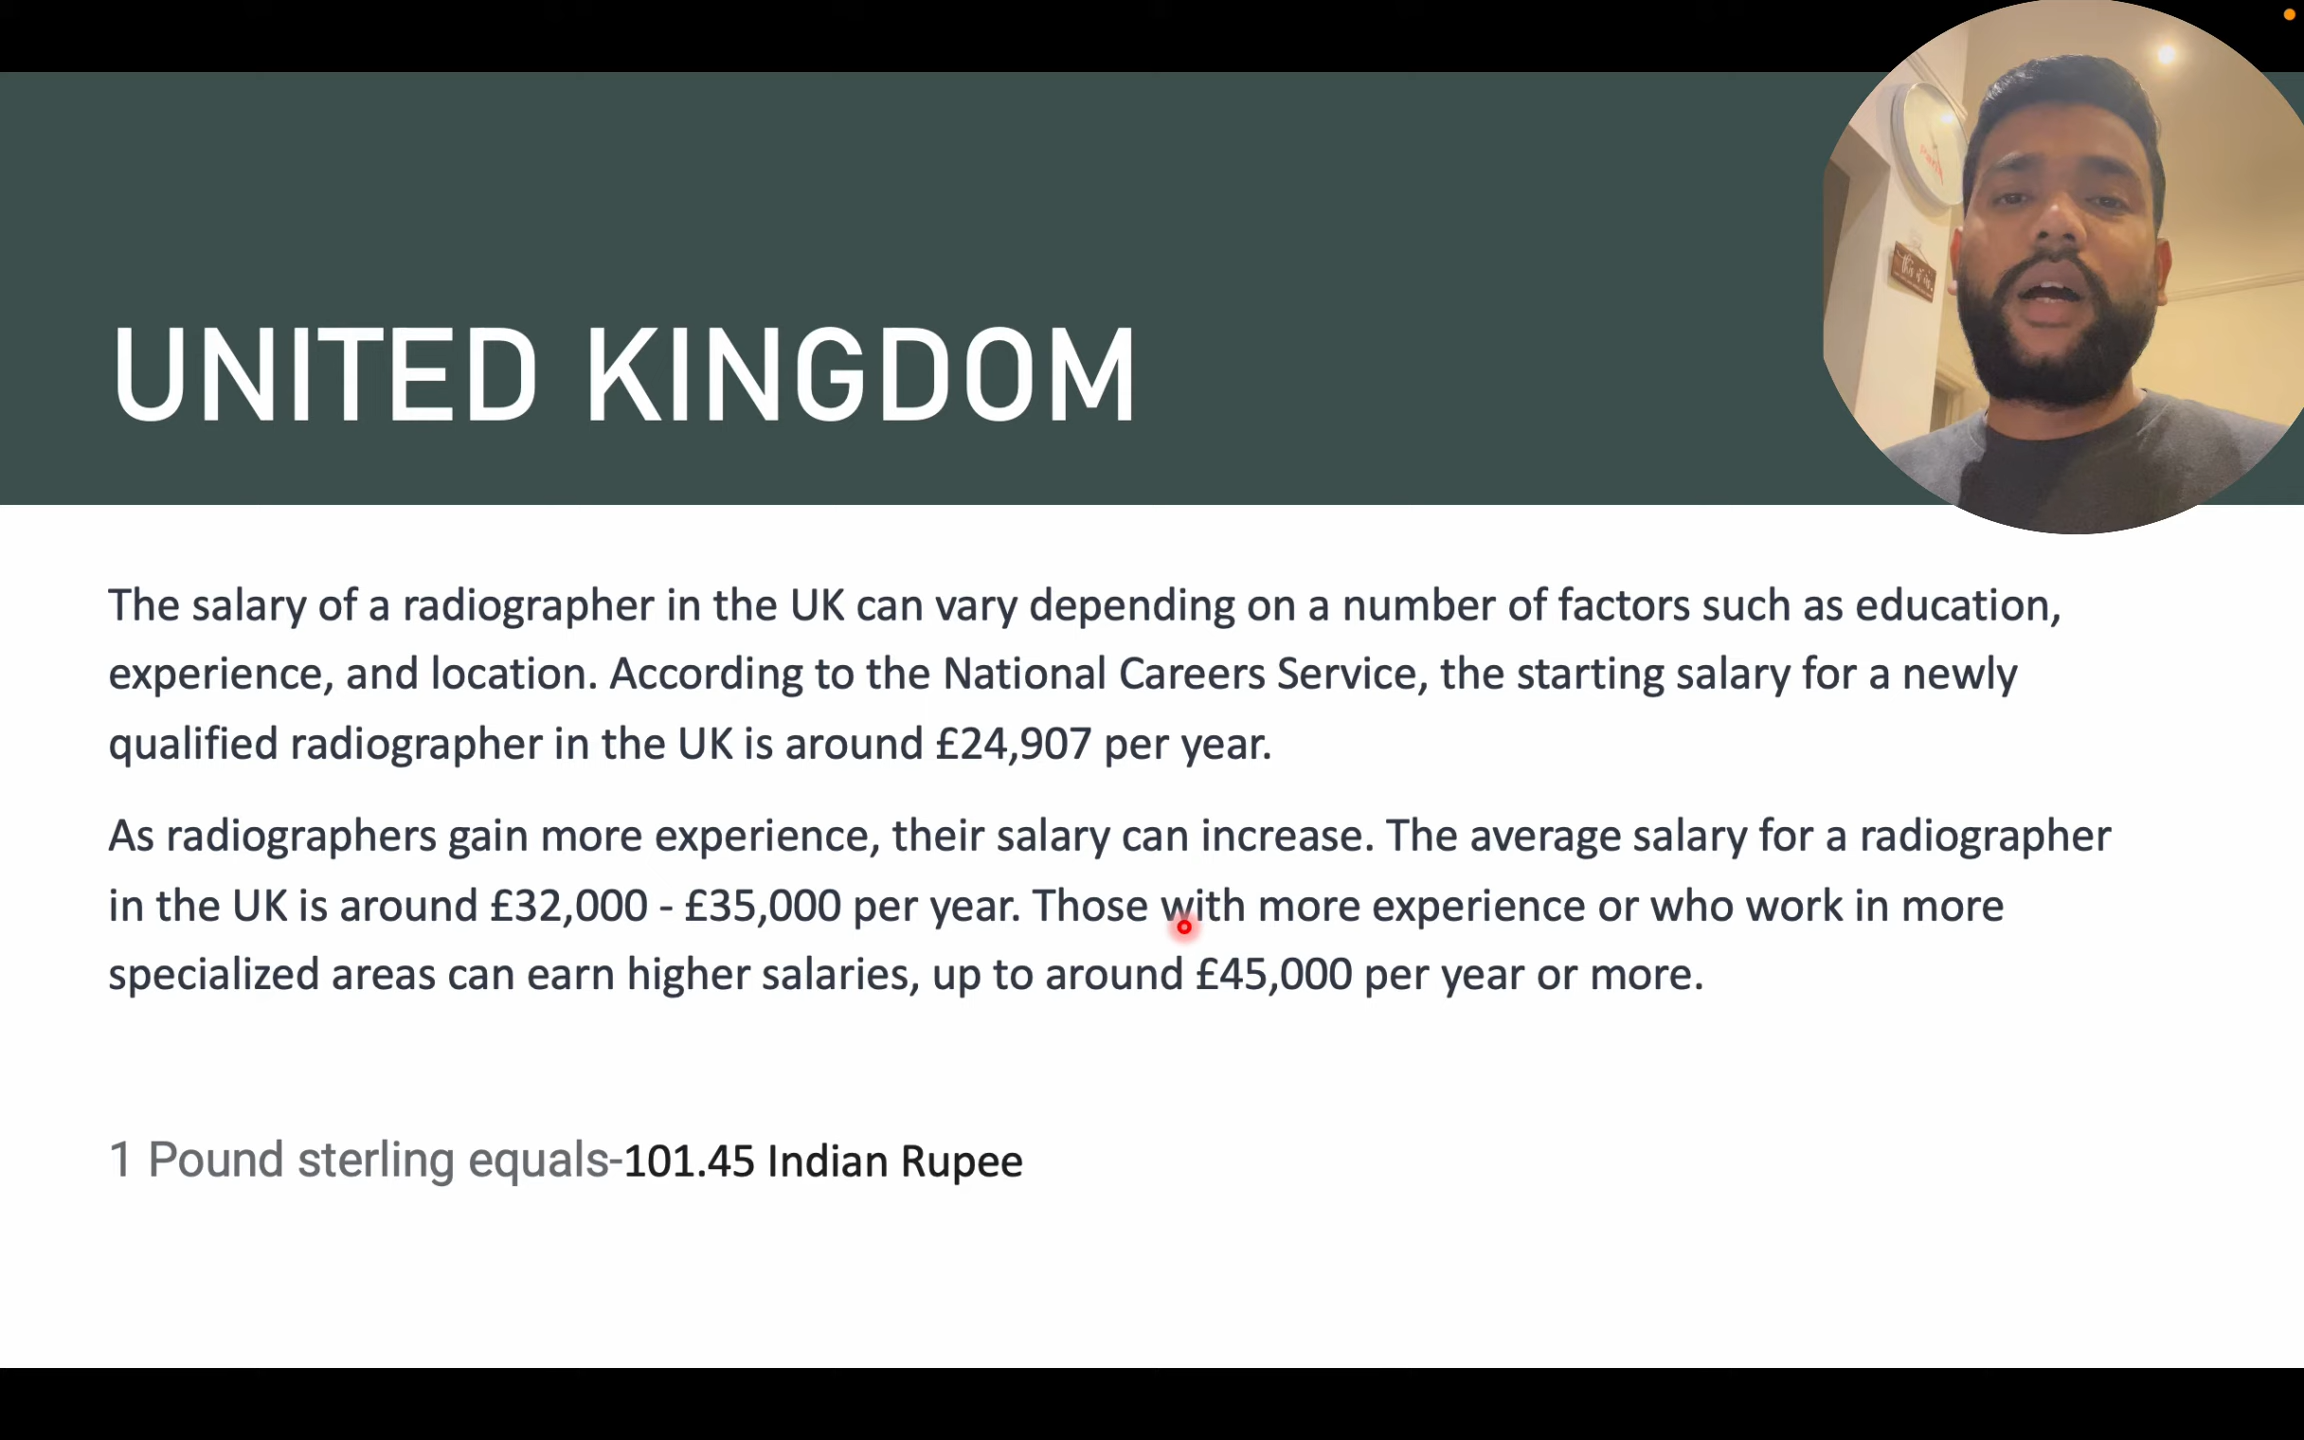 UNITED KINGDOM
The salary of a radiographer in the UK can vary depending on a number of factors such as education,
experience, and location. According to the National Careers Service, the starting salary for a newly
qualified radiographer in the UK is around £24,907 per year.
As radiographers gain more experience, their salary can increase. The average salary for a radiographer
in the UK is around £32,000 - £35,000 per year. Those with more experience or who work in more
specialized areas can earn higher salaries, up to around £45,000 per year or more.
1 Pound sterling equals-101.45 Indian Rupee